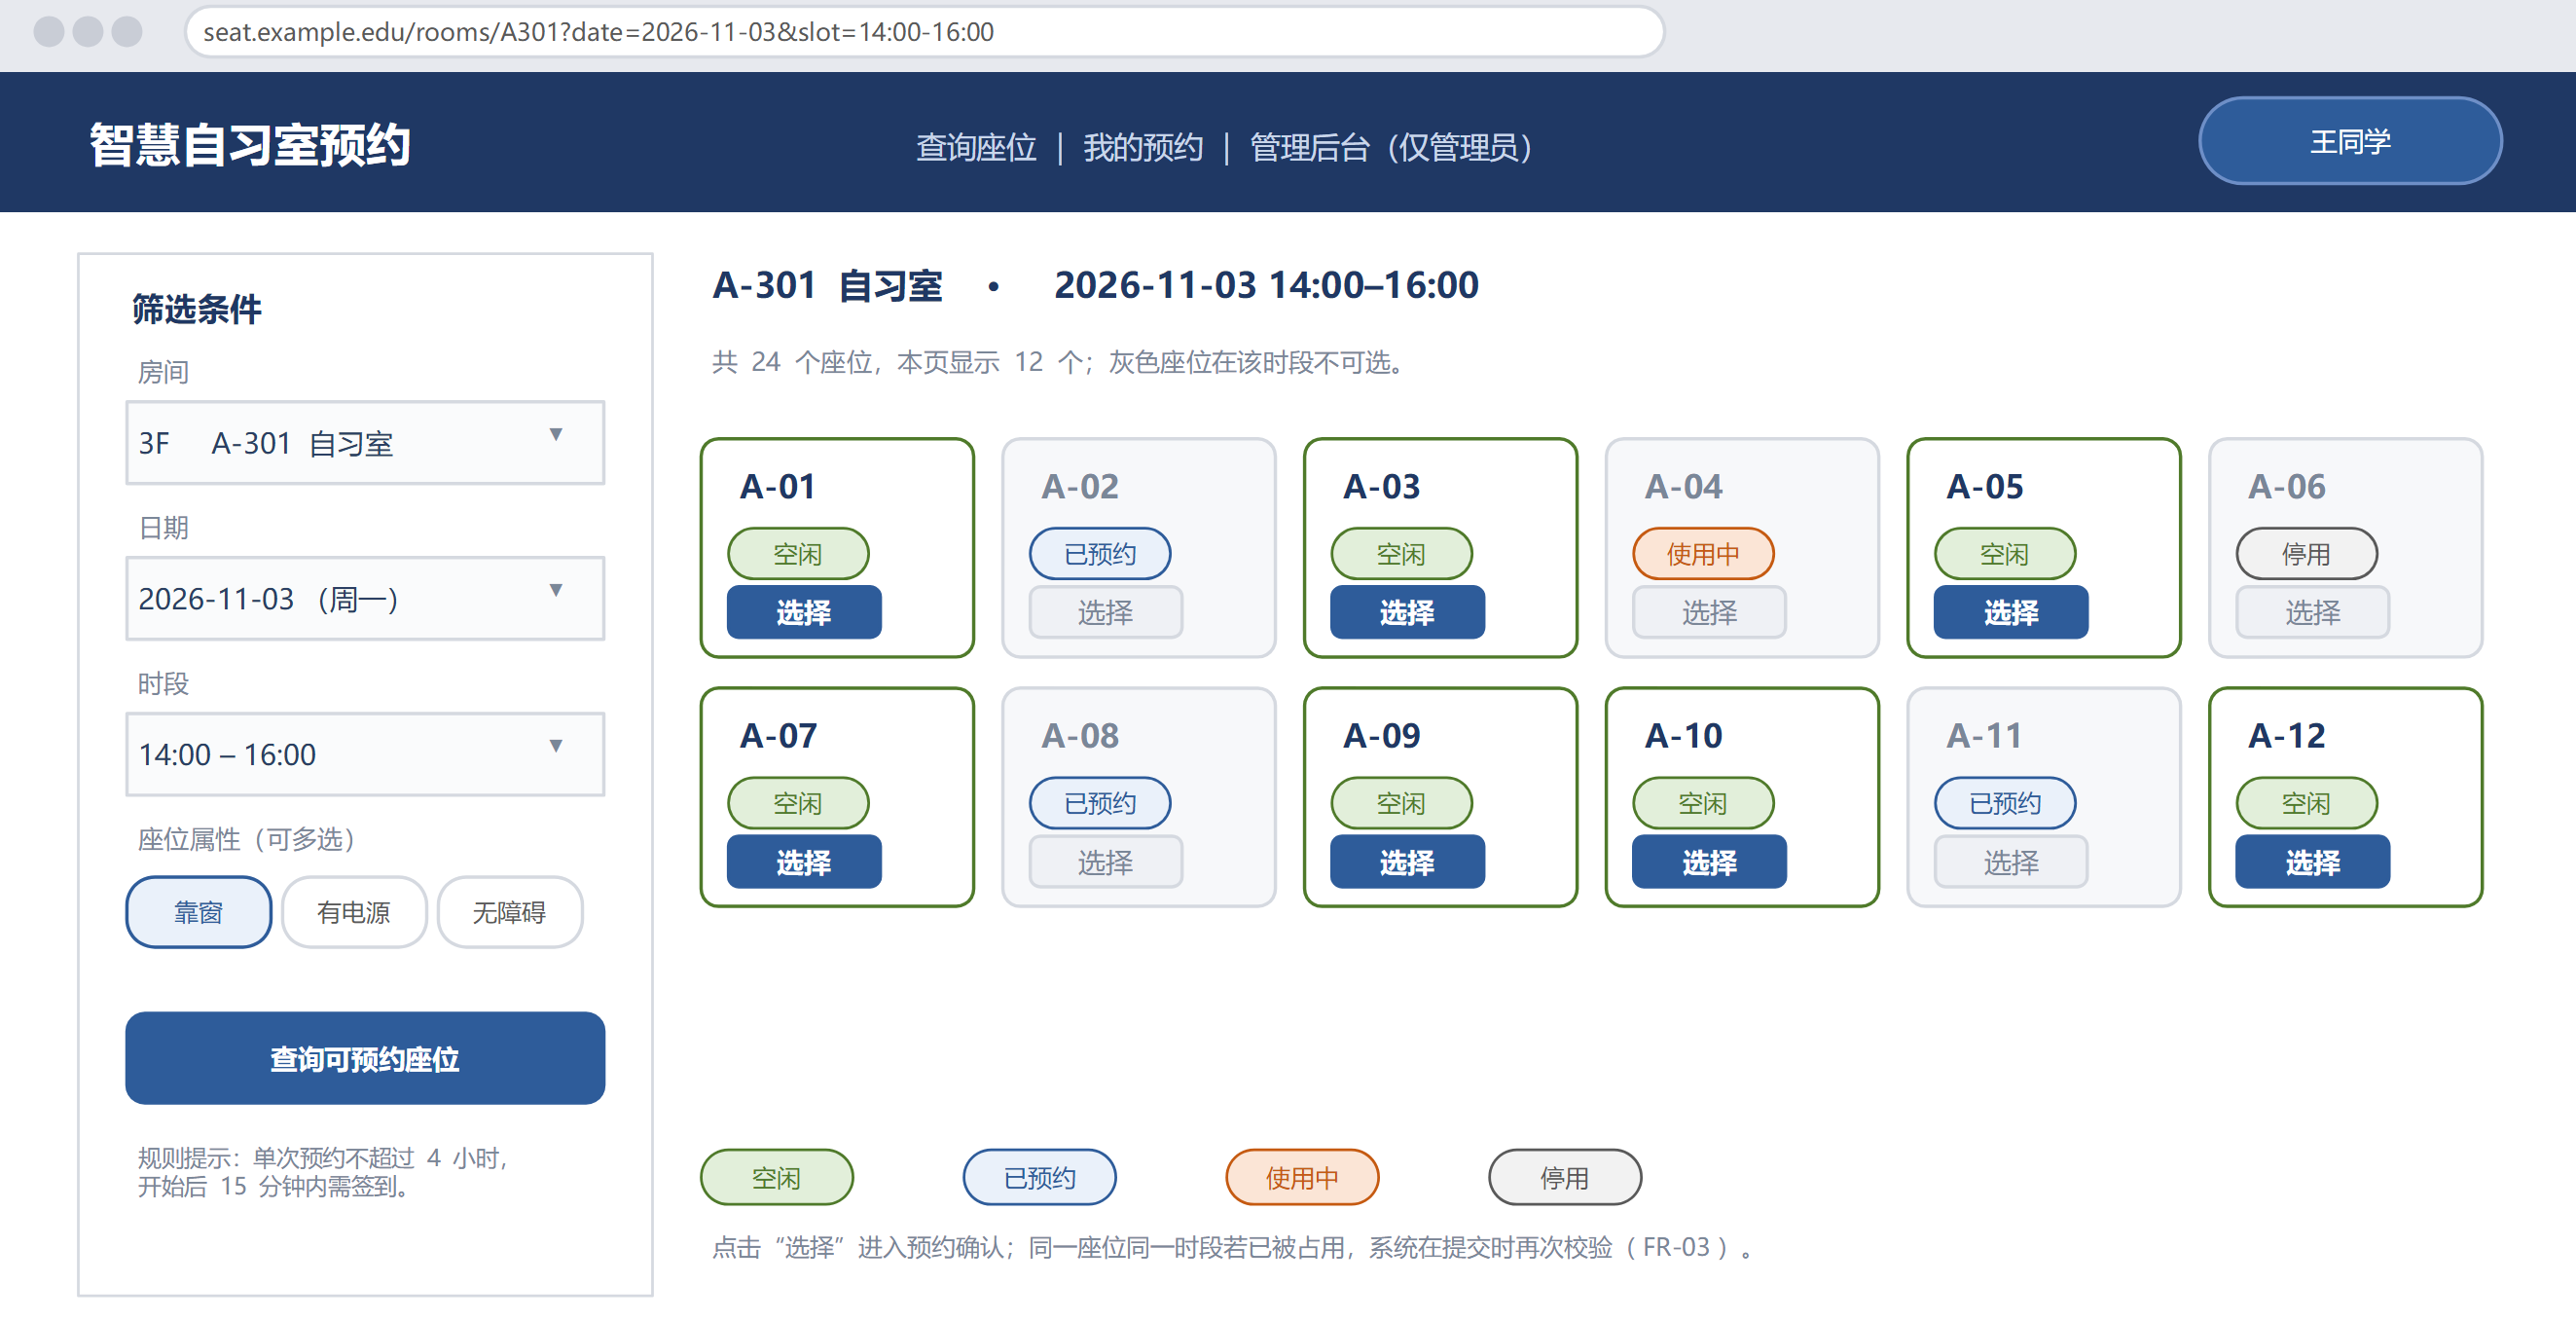 seat.example.edu/rooms/A301?date=2026-11-03&slot=14:00-16:00
智慧自习室预约
查询座位 | 我的预约 | 管理后台（仅管理员）
王同学
筛选条件
房间
3F A-301 自习室 ▼
日期
2026-11-03 （周一） ▼
时段
14:00 – 16:00 ▼
座位属性（可多选）
靠窗 有电源 无障碍
查询可预约座位
规则提示：单次预约不超过 4 小时，
开始后 15 分钟内需签到。
A-301 自习室 • 2026-11-03 14:00–16:00
共 24 个座位，本页显示 12 个；灰色座位在该时段不可选。
A-01 A-02 A-03 A-04 A-05 A-06
空闲 已预约 空闲 使用中 空闲 停用
选择 选择 选择 选择 选择 选择
A-07 A-08 A-09 A-10 A-11 A-12
空闲 已预约 空闲 空闲 已预约 空闲
选择 选择 选择 选择 选择 选择
空闲 已预约 使用中 停用
点击“选择”进入预约确认；同一座位同一时段若已被占用，系统在提交时再次校验（ FR-03 ）。